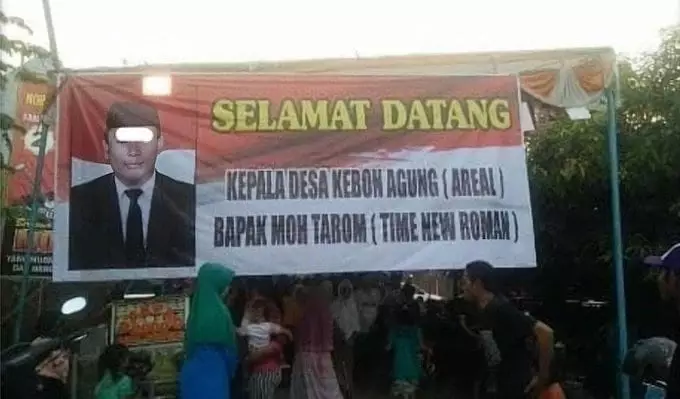 SELAMAT DATANG
KEPALA DESA KEBON AGUNG ( AREAL )
BAPAK MOH TAROM ( TIME NEW ROMAN )